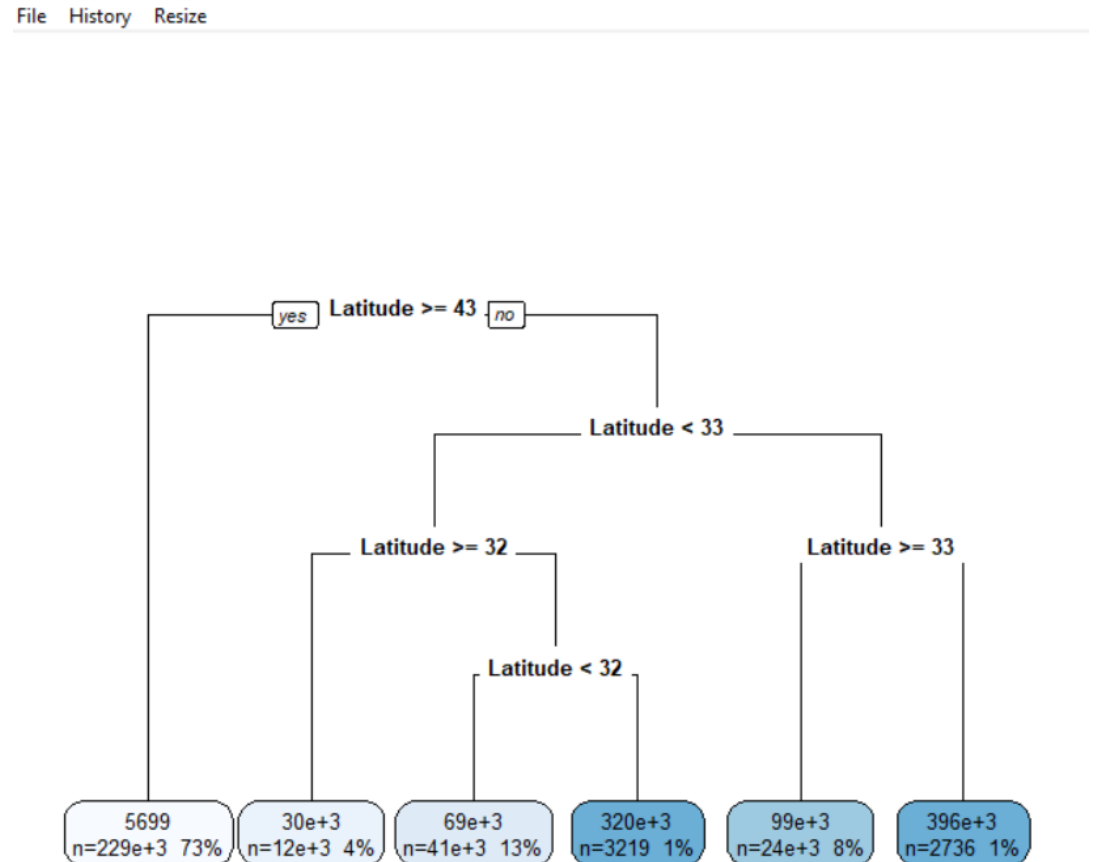 File History Resize
yes Latitude >= 43 no
Latitude < 33
Latitude >= 32 Latitude >= 33
Latitude < 32
5699 30e+3 69e+3 320e+3 99e+3 396e+3
n=229e+3 73% n=12e+3 4% n=41e+3 13% n=3219 1% n=24e+3 8% n=2736 1%